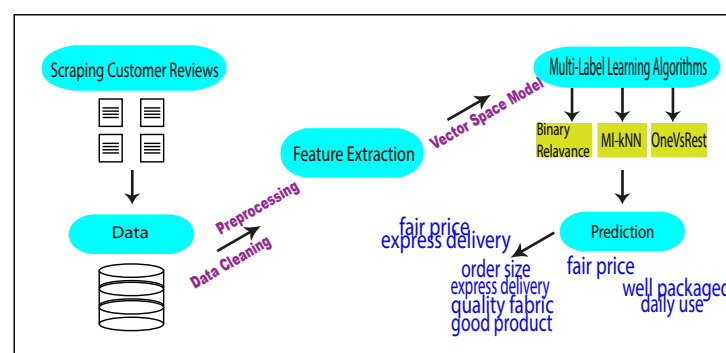 Scraping Customer Reviews
Data
Preprocessing
Data Cleaning
Feature Extraction
Vector Space Model
Multi-Label Learning Algorithms
Binary
Relavance
Ml-kNN
OneVsRest
Prediction
fair price
express delivery
order size
express delivery
quality fabric
good product
fair price
well packaged
daily use